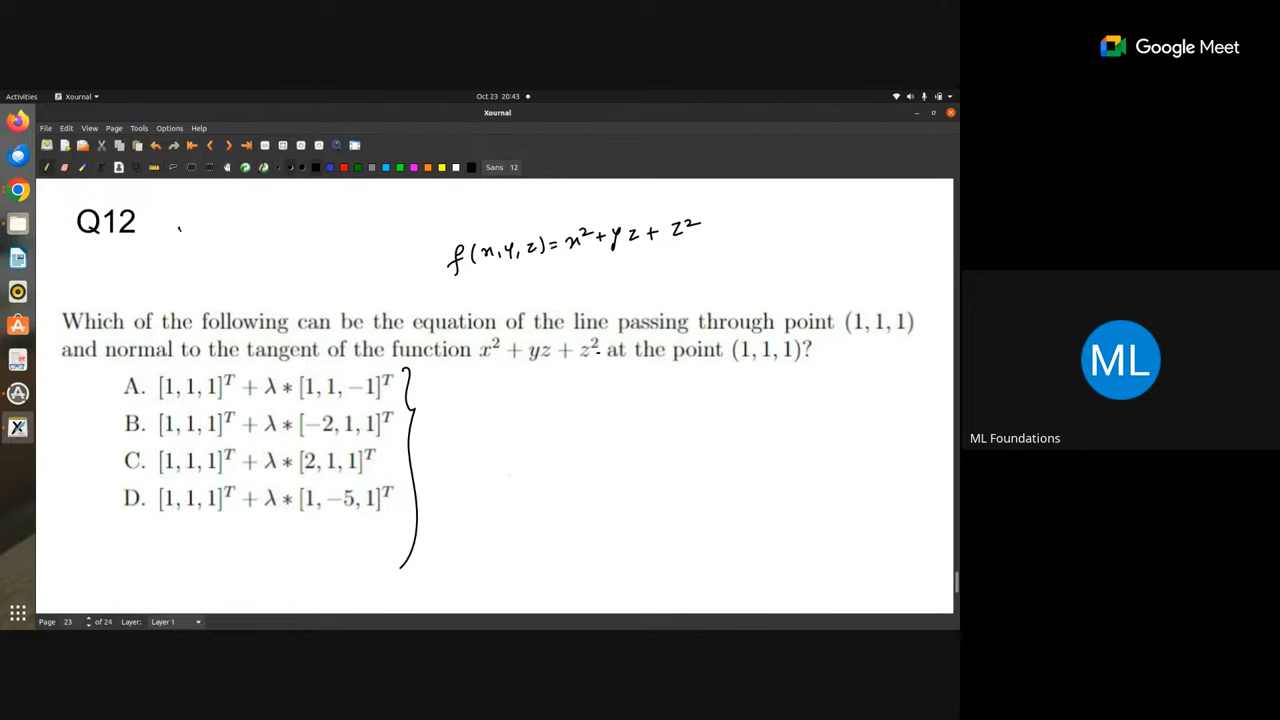 Google Meet
Activities Xournal Oct 23 20:43
Xournal
File Edit View Page Tools Options Help
Sans 12
Q12
f(x,y,z)=x²+yz+z²
Which of the following can be the equation of the line passing through point (1,1,1)
and normal to the tangent of the function x² + yz + z² at the point (1,1,1)?
A. [1,1,1]ᵀ + λ * [1,1,−1]ᵀ
B. [1,1,1]ᵀ + λ * [−2,1,1]ᵀ
C. [1,1,1]ᵀ + λ * [2,1,1]ᵀ
D. [1,1,1]ᵀ + λ * [1,−5,1]ᵀ
ML
ML Foundations
Page 23 of 24 Layer: Layer 1